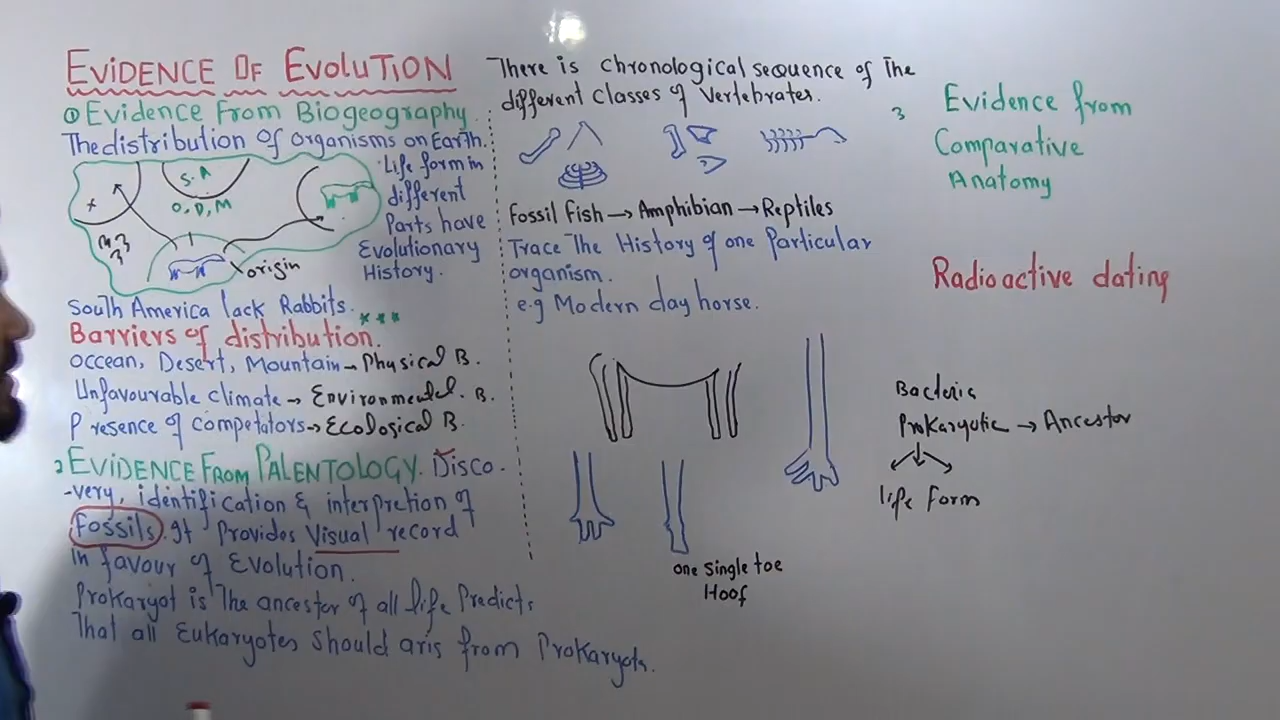 EVIDENCE OF EVOLUTION
① Evidence From Biogeography
The distribution of organisms on Earth.
S.A
O, D, M
origin
Life form in
different
Parts have
Evolutionary
History.
South America lack Rabbits. ***
Barriers of distribution.
occean, Desert, Mountain → Physical B.
Unfavourable climate → Environmental. B.
Presence of competators → Ecological B.
2 EVIDENCE FROM PALENTOLOGY. Disco-
-very, identification & interpretion of
fossils. It Provides Visual record
in favour of Evolution.
Prokaryot is The ancestor of all life Predicts
That all Eukaryotes should aris from Prokaryots.
There is chronological sequence of The
different classes of Vertebrates.
Fossil fish → Amphibian → Reptiles
Trace The History of one Particular
organism.
e.g Modern day horse.
one single toe
Hoof
3 Evidence from
Comparative
Anatomy
Radioactive dating
Bacteria
Prokaryotic → Ancestor
life form